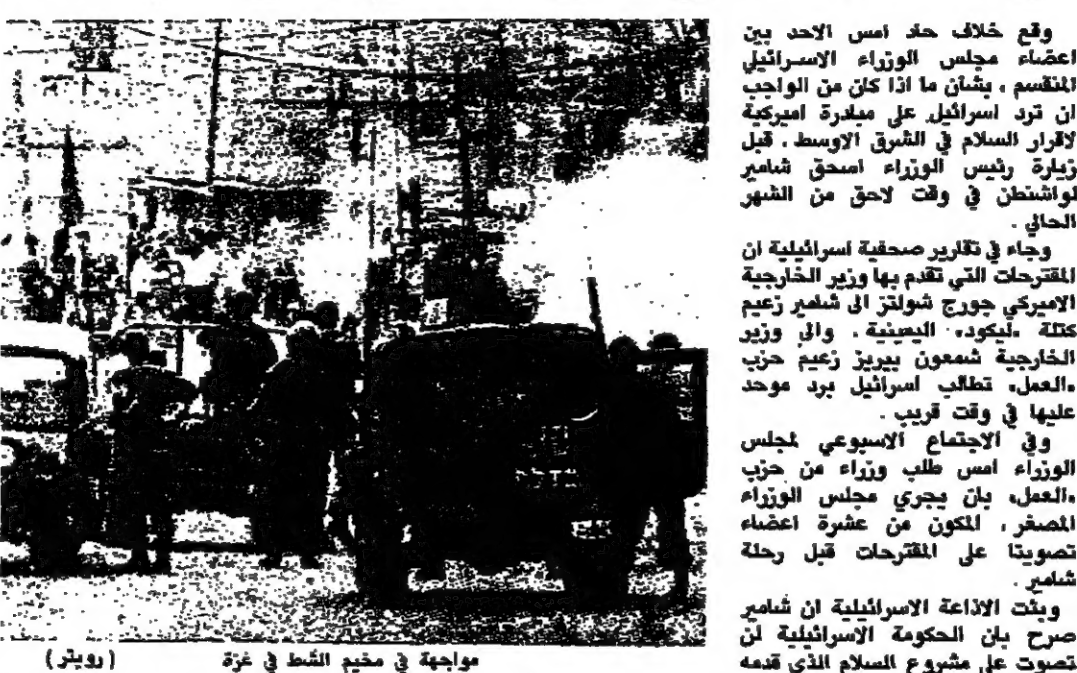 وقع خلاف حاد امس الاحد بين
اعضاء مجلس الوزراء الاسرائيلي
المنقسم ، بشأن ما اذا كان من الواجب
ان ترد اسرائيل على مبادرة اميركية
لاقرار السلام في الشرق الاوسط ، قبل
زيارة رئيس الوزراء اسحق شامير
لواشنطن في وقت لاحق من الشهر
الحالي .
وجاء في تقارير صحفية اسرائيلية ان
المقترحات التي تقدم بها وزير الخارجية
الاميركي جورج شولتز الى شامير زعيم
كتلة «ليكود» اليمينية ، والى وزير
الخارجية شمعون بيريز زعيم حزب
«العمل» تطالب اسرائيل برد موحد
عليها في وقت قريب .
وفي الاجتماع الاسبوعي لمجلس
الوزراء امس طلب وزراء من حزب
«العمل» بان يجري مجلس الوزراء
المصغر ، المكون من عشرة اعضاء
تصويتا على المقترحات قبل رحلة
شامير .
وبثت الاذاعة الاسرائيلية ان شامير
صرح بان الحكومة الاسرائيلية لن
تصوت على مشروع السلام الذي قدمه
مواجهة في مخيم الشط في غزة (رويتر)